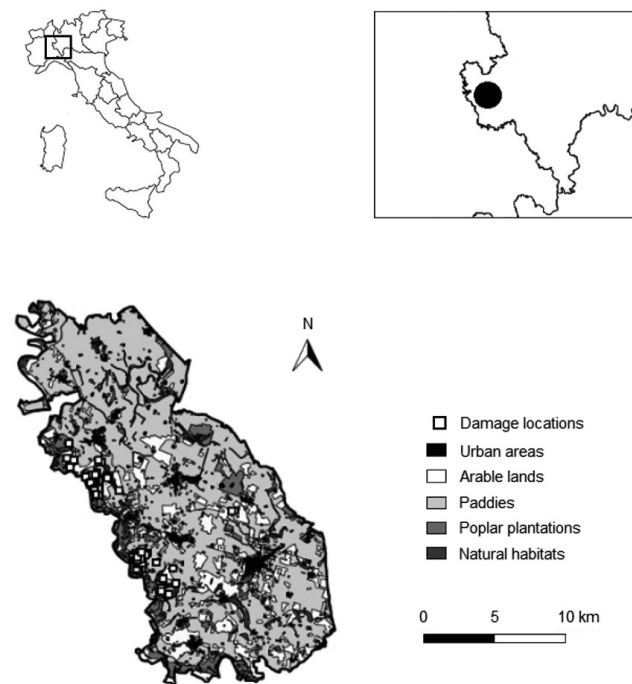 N
Damage locations
Urban areas
Arable lands
Paddies
Poplar plantations
Natural habitats
0 5 10 km